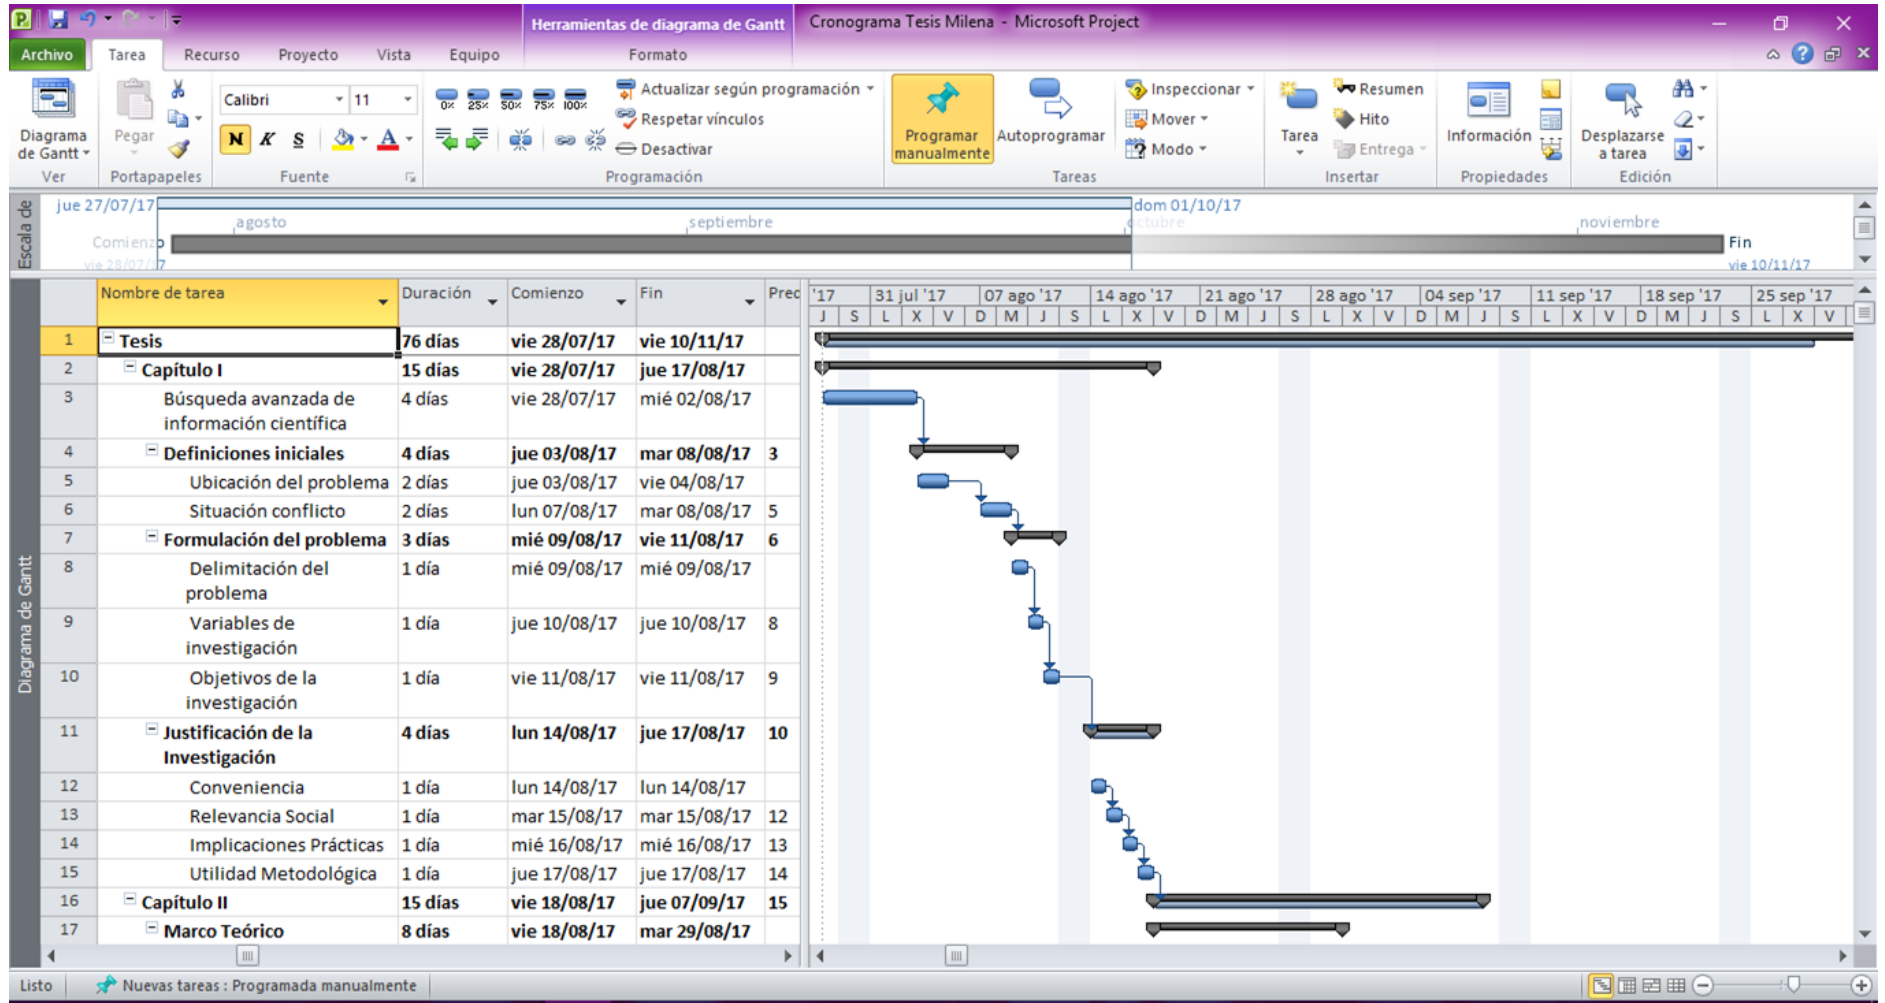 Herramientas de diagrama de Gantt
Cronograma Tesis Milena - Microsoft Project
Archivo Tarea Recurso Proyecto Vista Equipo Formato
Diagrama de Gantt
Ver
Pegar
Portapapeles
Calibri 11
N K S A
Fuente
0% 25% 50% 75% 100%
Actualizar según programación
Respetar vínculos
Desactivar
Programación
Programar manualmente
Autoprogramar
Inspeccionar
Mover
Modo
Tareas
Tarea
Resumen
Hito
Entrega
Insertar
Información
Propiedades
Desplazarse a tarea
Edición
Escala de
jue 27/07/17 dom 01/10/17
agosto septiembre octubre noviembre
Comienzo Fin
vie 28/07/17 vie 10/11/17
Diagrama de Gantt
Nombre de tarea Duración Comienzo Fin Prec
'17 31 jul '17 07 ago '17 14 ago '17 21 ago '17 28 ago '17 04 sep '17 11 sep '17 18 sep '17 25 sep '17
J S L X V D M J S L X V D M J S L X V D M J S L X V D M J S L X V
1 Tesis 76 días vie 28/07/17 vie 10/11/17
2 Capítulo I 15 días vie 28/07/17 jue 17/08/17
3 Búsqueda avanzada de 4 días vie 28/07/17 mié 02/08/17
información científica
4 Definiciones iniciales 4 días jue 03/08/17 mar 08/08/17 3
5 Ubicación del problema 2 días jue 03/08/17 vie 04/08/17
6 Situación conflicto 2 días lun 07/08/17 mar 08/08/17 5
7 Formulación del problema 3 días mié 09/08/17 vie 11/08/17 6
8 Delimitación del 1 día mié 09/08/17 mié 09/08/17
problema
9 Variables de 1 día jue 10/08/17 jue 10/08/17 8
investigación
10 Objetivos de la 1 día vie 11/08/17 vie 11/08/17 9
investigación
11 Justificación de la 4 días lun 14/08/17 jue 17/08/17 10
Investigación
12 Conveniencia 1 día lun 14/08/17 lun 14/08/17
13 Relevancia Social 1 día mar 15/08/17 mar 15/08/17 12
14 Implicaciones Prácticas 1 día mié 16/08/17 mié 16/08/17 13
15 Utilidad Metodológica 1 día jue 17/08/17 jue 17/08/17 14
16 Capítulo II 15 días vie 18/08/17 jue 07/09/17 15
17 Marco Teórico 8 días vie 18/08/17 mar 29/08/17
Listo Nuevas tareas : Programada manualmente